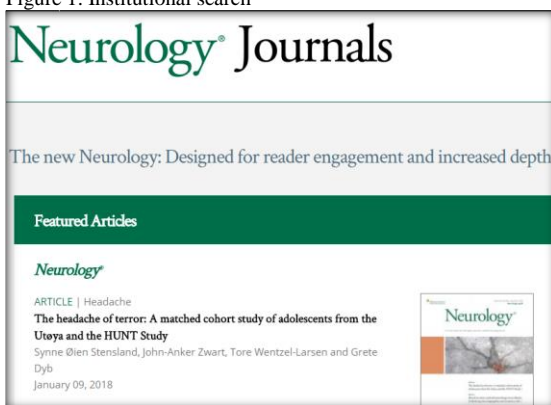 Figure 1. Institutional search
Neurology® Journals
The new Neurology: Designed for reader engagement and increased depth
Featured Articles
Neurology®
ARTICLE | Headache
The headache of terror: A matched cohort study of adolescents from the
Utøya and the HUNT Study
Synne Øien Stensland, John-Anker Zwart, Tore Wentzel-Larsen and Grete
Dyb
January 09, 2018
Neurology